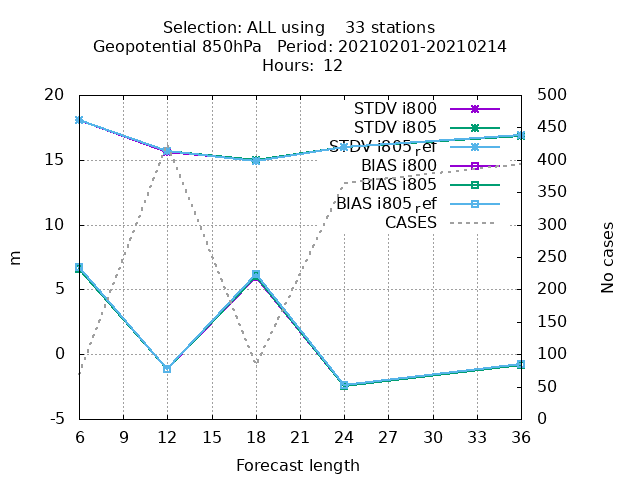 Selection: ALL using    33 stations
Geopotential 850hPa   Period: 20210201-20210214
Hours:  12
20
15
10
5
0
-5
m
500
450
400
350
300
250
200
150
100
50
0
No cases
STDV i800
STDV i805
STDV i805ref
BIAS i800
BIAS i805
BIAS i805ref
CASES
6 9 12 15 18 21 24 27 30 33 36
Forecast length